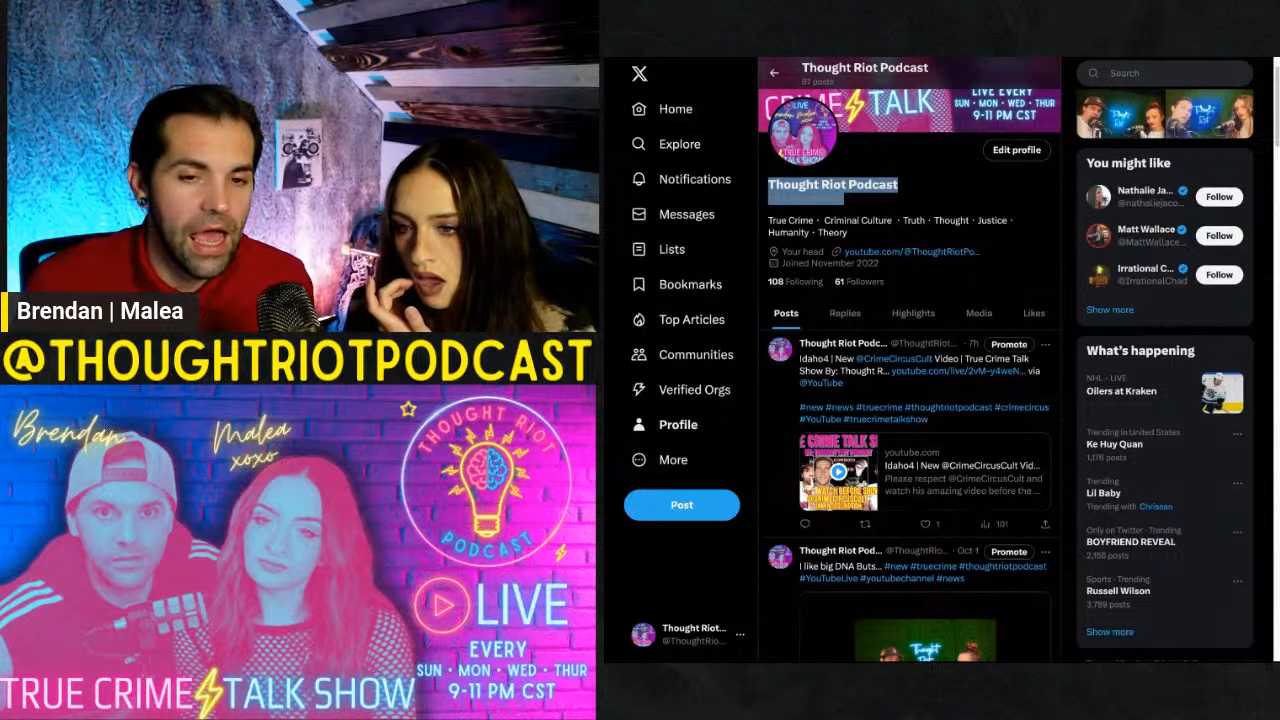 Brendan | Malea
@THOUGHTRIOTPODCAST
Brendan
Malea
xoxo
THOUGHT RIOT
PODCAST
LIVE
EVERY
SUN • MON • WED • THUR
9-11 PM CST
TRUE CRIME TALK SHOW
X
Home
Explore
Notifications
Messages
Lists
Bookmarks
Top Articles
Communities
Verified Orgs
Profile
More
Post
Thought Riot...
@ThoughtRio...
Thought Riot Podcast
97 posts
CRIME TALK
LIVE EVERY
SUN • MON • WED • THUR
9-11 PM CST
Edit profile
Thought Riot Podcast
True Crime · Criminal Culture · Truth · Thought · Justice ·
Humanity · Theory
Your head youtube.com/@ThoughtRiotPo...
Joined November 2022
108 Following 61 Followers
Posts Replies Highlights Media Likes
Thought Riot Podc... @ThoughtRiot... · 7h Promote ...
Idaho4 | New @CrimeCircusCult Video | True Crime Talk
Show By: Thought R... youtube.com/live/2vM-y4weN... via
@YouTube
#new #news #truecrime #thoughtriotpodcast #crimecircus
#YouTube #truecrimetalkshow
youtube.com
Idaho4 | New @CrimeCircusCult Vid...
Please respect @CrimeCircusCult and
watch his amazing video before the ...
1 101
Thought Riot Pod... @ThoughtRio... · Oct 1 Promote ...
I like big DNA Buts... #new #truecrime #thoughtriotpodcast
#YouTubeLive #youtubechannel #news
Thought
Riot
Search
You might like
Nathalie Ja...
@nathaliejaco...
Follow
Matt Wallace
@MattWallace...
Follow
Irrational C...
@IrrationalChad
Follow
Show more
What's happening
NHL · LIVE
Oilers at Kraken
Trending in United States ...
Ke Huy Quan
1,176 posts
Trending ...
Lil Baby
Trending with Chrisean
Only on Twitter · Trending ...
BOYFRIEND REVEAL
2,156 posts
Sports · Trending ...
Russell Wilson
3,789 posts
Show more